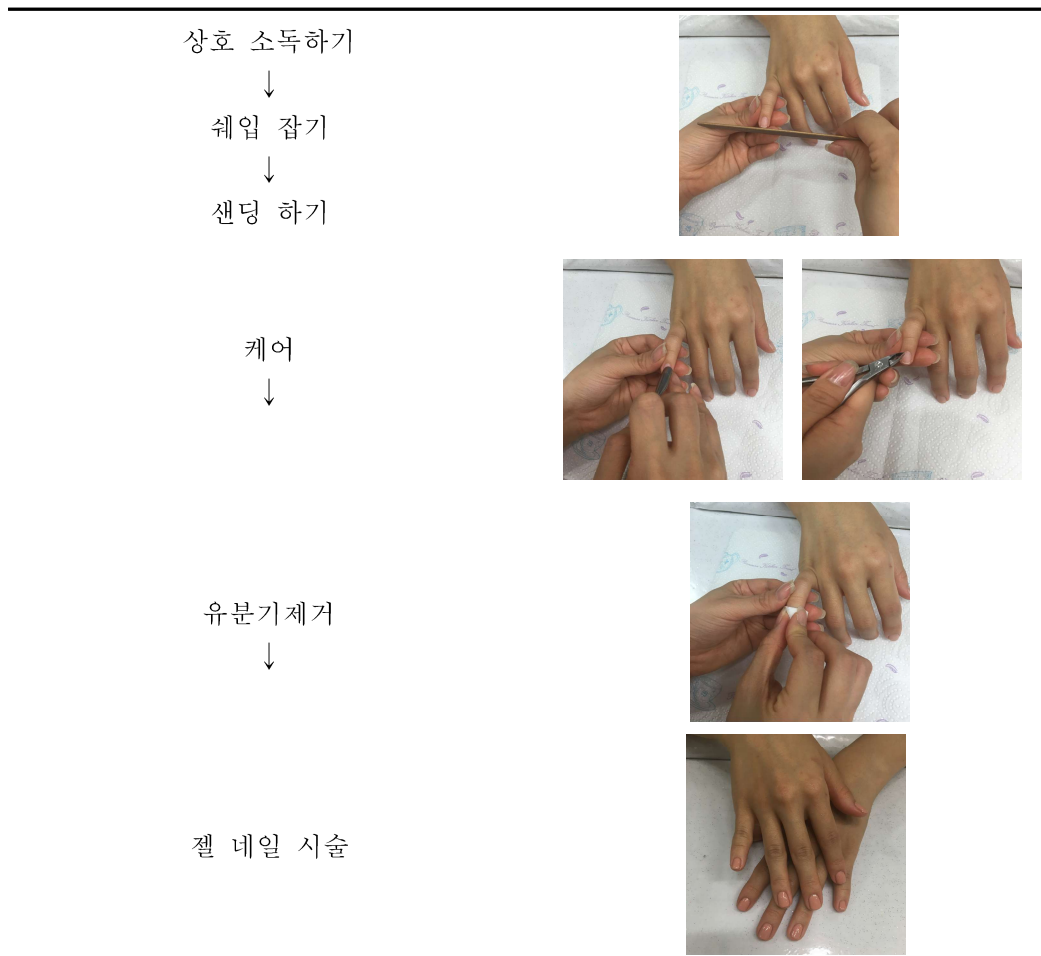 상호 소독하기
↓
쉐입 잡기
↓
샌딩 하기
케어
↓
유분기제거
↓
젤 네일 시술